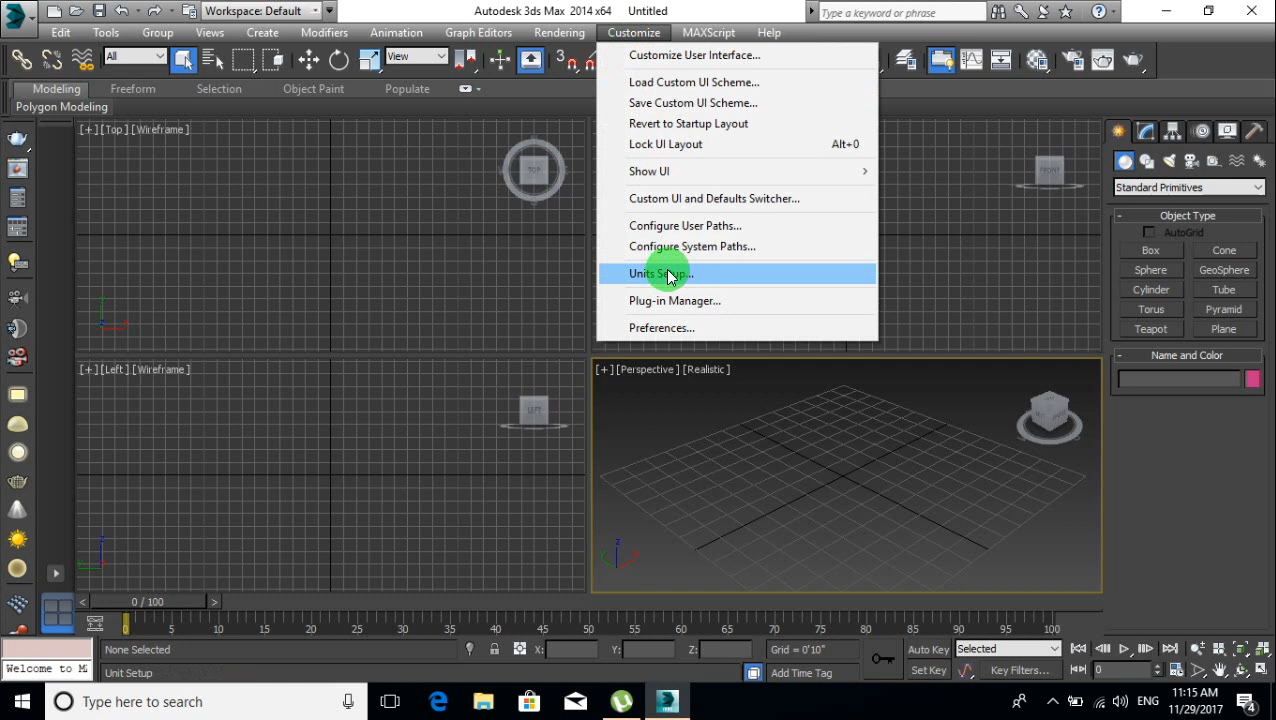 Workspace: Default
Autodesk 3ds Max  2014 x64    Untitled
Type a keyword or phrase
Edit
Tools
Group
Views
Create
Modifiers
Animation
Graph Editors
Rendering
Customize
MAXScript
Help
All
View
3
Modeling
Freeform
Selection
Object Paint
Populate
Polygon Modeling
Customize User Interface...
Load Custom UI Scheme...
Save Custom UI Scheme...
Revert to Startup Layout
Lock UI Layout    Alt+0
Show UI
Custom UI and Defaults Switcher...
Configure User Paths...
Configure System Paths...
Units Setup...
Plug-in Manager...
Preferences...
[+] [Top] [Wireframe]
TOP
FRONT
[+] [Left] [Wireframe]
LEFT
[+] [Perspective] [Realistic]
Standard Primitives
Object Type
AutoGrid
Box
Cone
Sphere
GeoSphere
Cylinder
Tube
Torus
Pyramid
Teapot
Plane
Name and Color
0 / 100
0 5 10 15 20 25 30 35 40 45 50 55 60 65 70 75 80 85 90 95 100
Welcome to M
None Selected
X:
Y:
Z:
Grid = 0'10"
Unit Setup
Add Time Tag
Auto Key
Selected
Set Key
Key Filters...
0
Type here to search
ENG
11:15 AM
11/29/2017
4